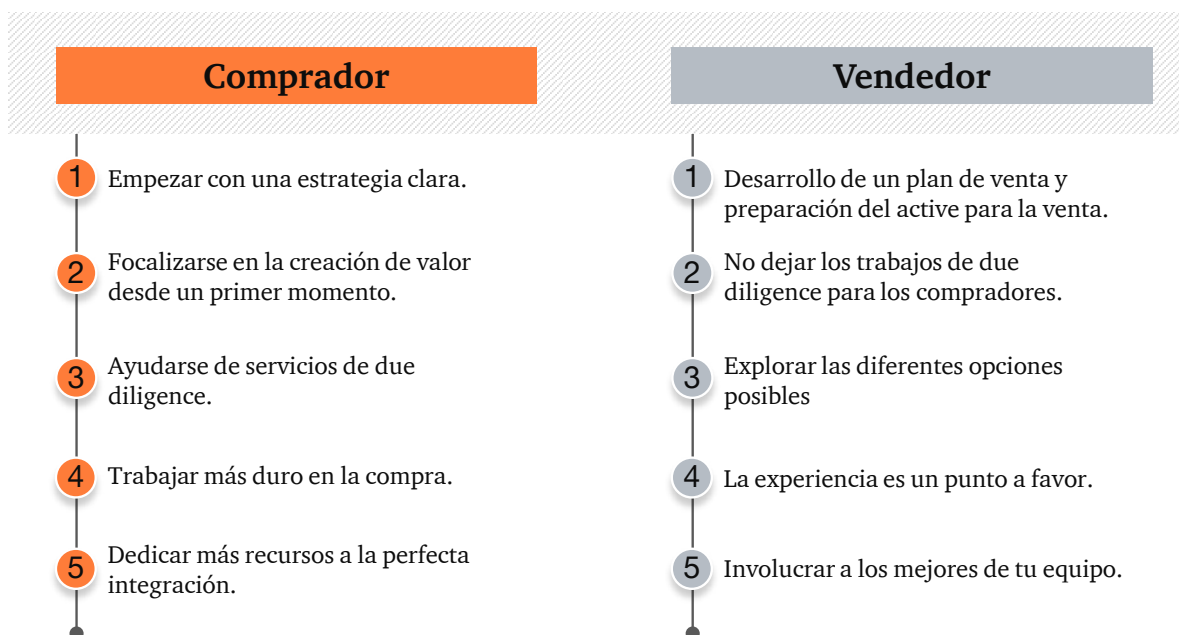 Comprador
1
Empezar con una estrategia clara.
2
Focalizarse en la creación de valor
desde un primer momento.
3
Ayudarse de servicios de due
diligence.
4
Trabajar más duro en la compra.
5
Dedicar más recursos a la perfecta
integración.
Vendedor
1
Desarrollo de un plan de venta y
preparación del active para la venta.
2
No dejar los trabajos de due
diligence para los compradores.
3
Explorar las diferentes opciones
posibles
4
La experiencia es un punto a favor.
5
Involucrar a los mejores de tu equipo.